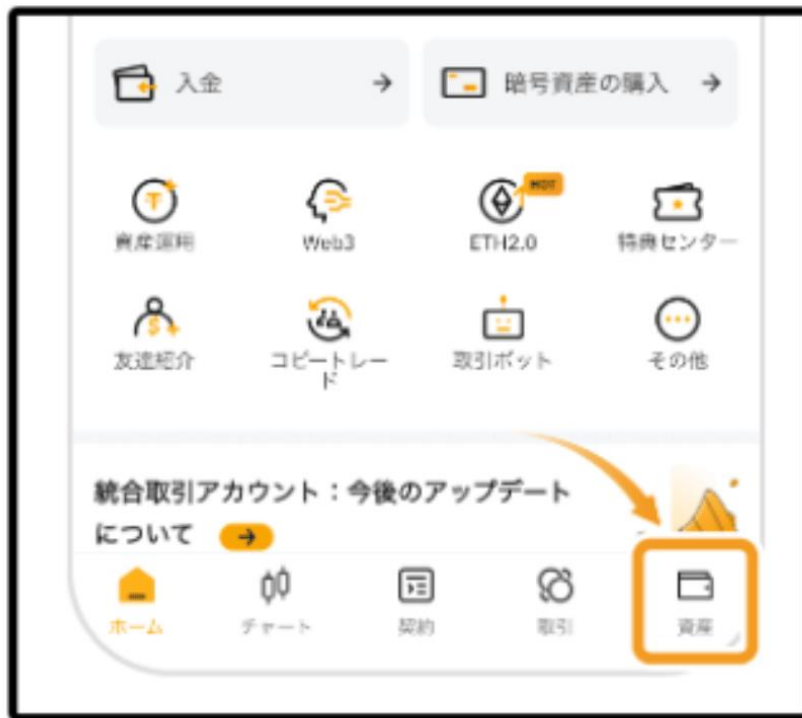 入金
暗号資産の購入
資産運用
Web3
HOT
ETH2.0
特典センター
友達紹介
コピートレー
ド
取引ボット
その他
統合取引アカウント：今後のアップデート
について
ホーム
チャート
契約
取引
資産